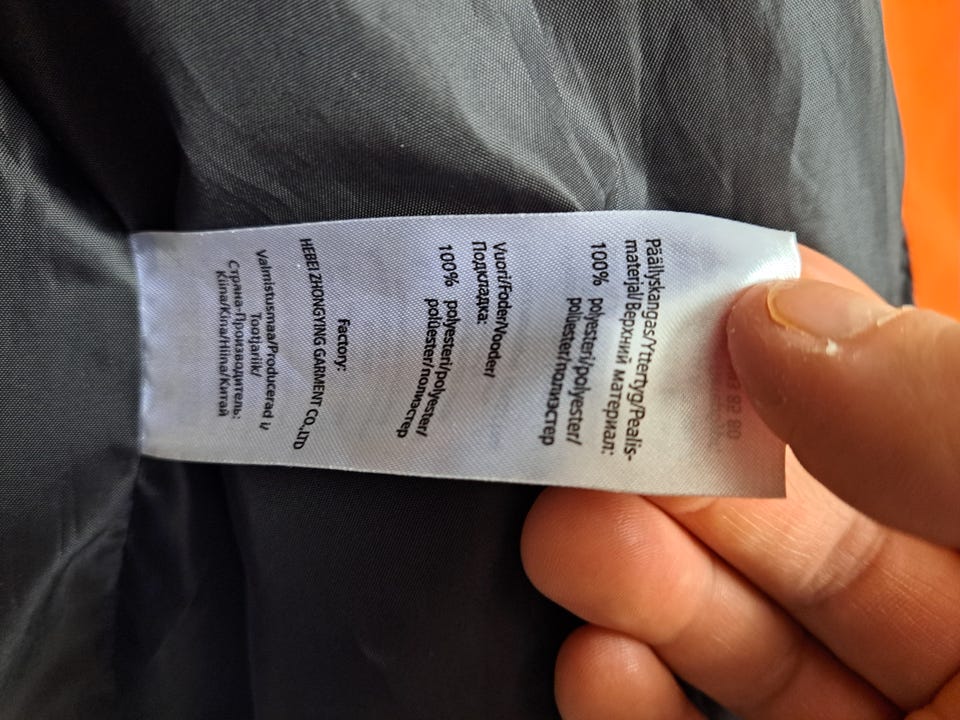 Päällyskangas/Yttertyg/Pealis-
materjal/Верхний материал:
100% polyesteri/polyester/
polüester/полиэстер
Vuori/Foder/Vooder/
Подкладка:
100% polyesteri/polyester/
polüester/полиэстер
Factory:
HEBEI ZHONGYING GARMENT CO.,LTD
Valmistusmaa/Producerad i/
Tootjariik/
Страна-Производитель:
Kiina/Kina/Hiina/Китай